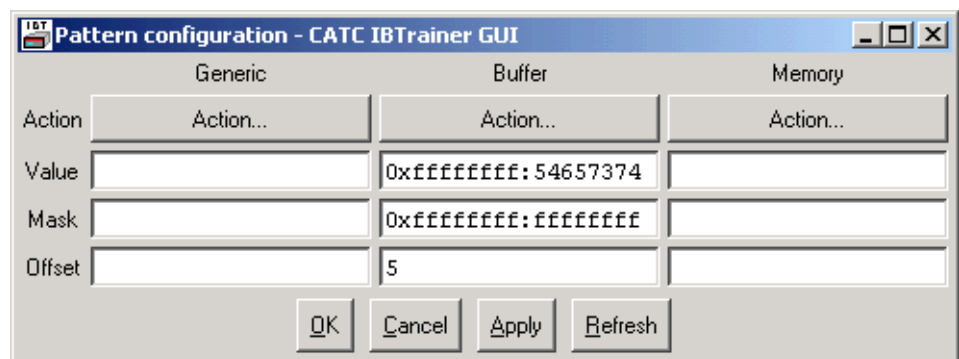 IBT Pattern configuration - CATC IBTrainer GUI
Generic Buffer Memory
Action Action... Action... Action...
Value 0xffffffff:54657374
Mask 0xffffffff:ffffffff
Offset 5
OK Cancel Apply Refresh